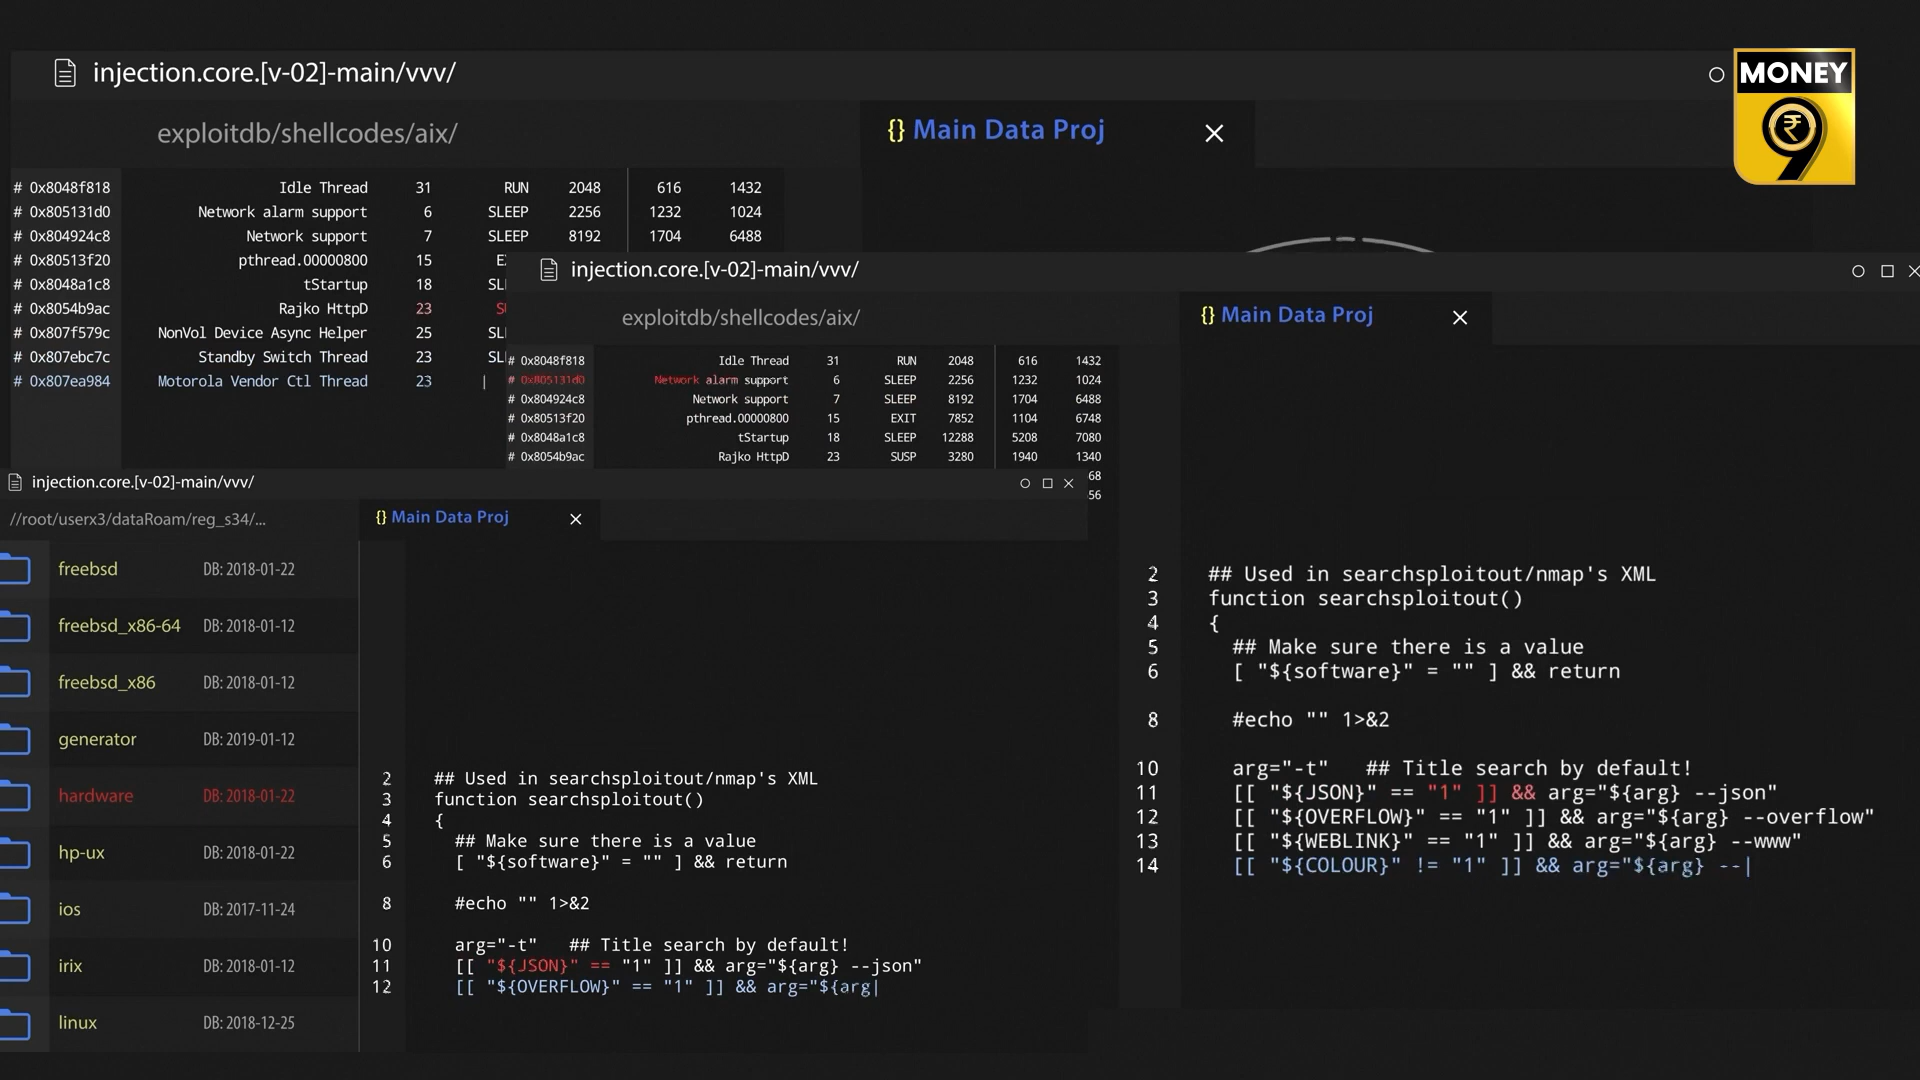 injection.core.[v-02]-main/vvv/
MONEY
9
₹
exploitdb/shellcodes/aix/
{} Main Data Proj
# 0x8048f818 Idle Thread 31 RUN 2048 616 1432
# 0x805131d0 Network alarm support 6 SLEEP 2256 1232 1024
# 0x804924c8 Network support 7 SLEEP 8192 1704 6488
# 0x80513f20 pthread.00000800 15
# 0x8048a1c8 tStartup 18
# 0x8054b9ac Rajko HttpD 23
# 0x807f579c NonVol Device Async Helper 25
# 0x807ebc7c Standby Switch Thread 23
# 0x807ea984 Motorola Vendor Ctl Thread 23 |
injection.core.[v-02]-main/vvv/
exploitdb/shellcodes/aix/
{} Main Data Proj
# 0x8048f818 Idle Thread 31 RUN 2048 616 1432
# 0x805131d0 Network alarm support 6 SLEEP 2256 1232 1024
# 0x804924c8 Network support 7 SLEEP 8192 1704 6488
# 0x80513f20 pthread.00000800 15 EXIT 7852 1104 6748
# 0x8048a1c8 tStartup 18 SLEEP 12288 5208 7080
# 0x8054b9ac Rajko HttpD 23 SUSP 3280 1940 1340
68
56
2 ## Used in searchsploitout/nmap's XML
3 function searchsploitout()
4 {
5 ## Make sure there is a value
6 [ "${software}" = "" ] && return
8 #echo "" 1>&2
10 arg="-t" ## Title search by default!
11 [[ "${JSON}" == "1" ]] && arg="${arg} --json"
12 [[ "${OVERFLOW}" == "1" ]] && arg="${arg} --overflow"
13 [[ "${WEBLINK}" == "1" ]] && arg="${arg} --www"
14 [[ "${COLOUR}" != "1" ]] && arg="${arg} --|
injection.core.[v-02]-main/vvv/
//root/userx3/dataRoam/reg_s34/...
{} Main Data Proj
freebsd DB: 2018-01-22
freebsd_x86-64 DB: 2018-01-12
freebsd_x86 DB: 2018-01-12
generator DB: 2019-01-12
hardware DB: 2018-01-22
hp-ux DB: 2018-01-22
ios DB: 2017-11-24
irix DB: 2018-01-12
linux DB: 2018-12-25
2 ## Used in searchsploitout/nmap's XML
3 function searchsploitout()
4 {
5 ## Make sure there is a value
6 [ "${software}" = "" ] && return
8 #echo "" 1>&2
10 arg="-t" ## Title search by default!
11 [[ "${JSON}" == "1" ]] && arg="${arg} --json"
12 [[ "${OVERFLOW}" == "1" ]] && arg="${arg|